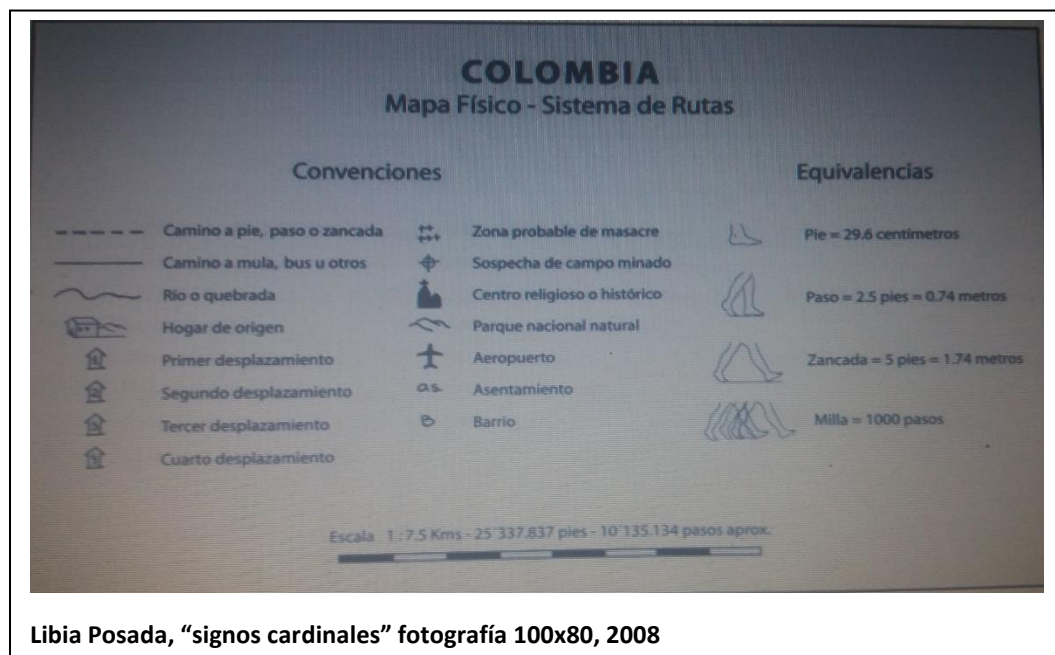 COLOMBIA
Mapa Físico - Sistema de Rutas
Convenciones
Camino a pie, paso o zancada
Camino a mula, bus u otros
Río o quebrada
Hogar de origen
Primer desplazamiento
Segundo desplazamiento
Tercer desplazamiento
Cuarto desplazamiento
Zona probable de masacre
Sospecha de campo minado
Centro religioso o histórico
Parque nacional natural
Aeropuerto
a.s. Asentamiento
B Barrio
Equivalencias
Pie = 29.6 centímetros
Paso = 2.5 pies = 0.74 metros
Zancada = 5 pies = 1.74 metros
Milla = 1000 pasos
Escala 1 : 7.5 Kms - 25´337.837 pies - 10´135.134 pasos aprox.
Libia Posada, “signos cardinales” fotografía 100x80, 2008